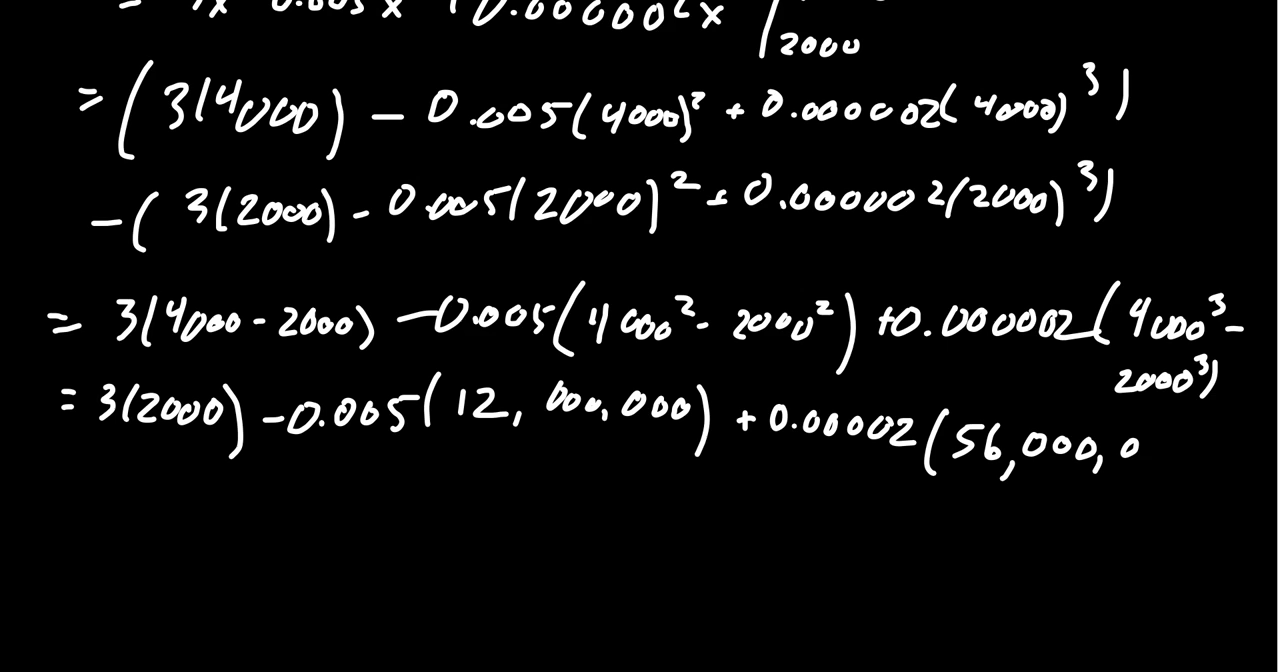 2000
= (3(4000) - 0.005(4000)² + 0.000002(4000)³)
-(3(2000) - 0.005(2000)² + 0.000002(2000)³)
= 3(4000 - 2000) - 0.005(4000² - 2000²) + 0.000002(4000³ -
2000³)
= 3(2000) - 0.005(12,000,000) + 0.00002(56,000,0